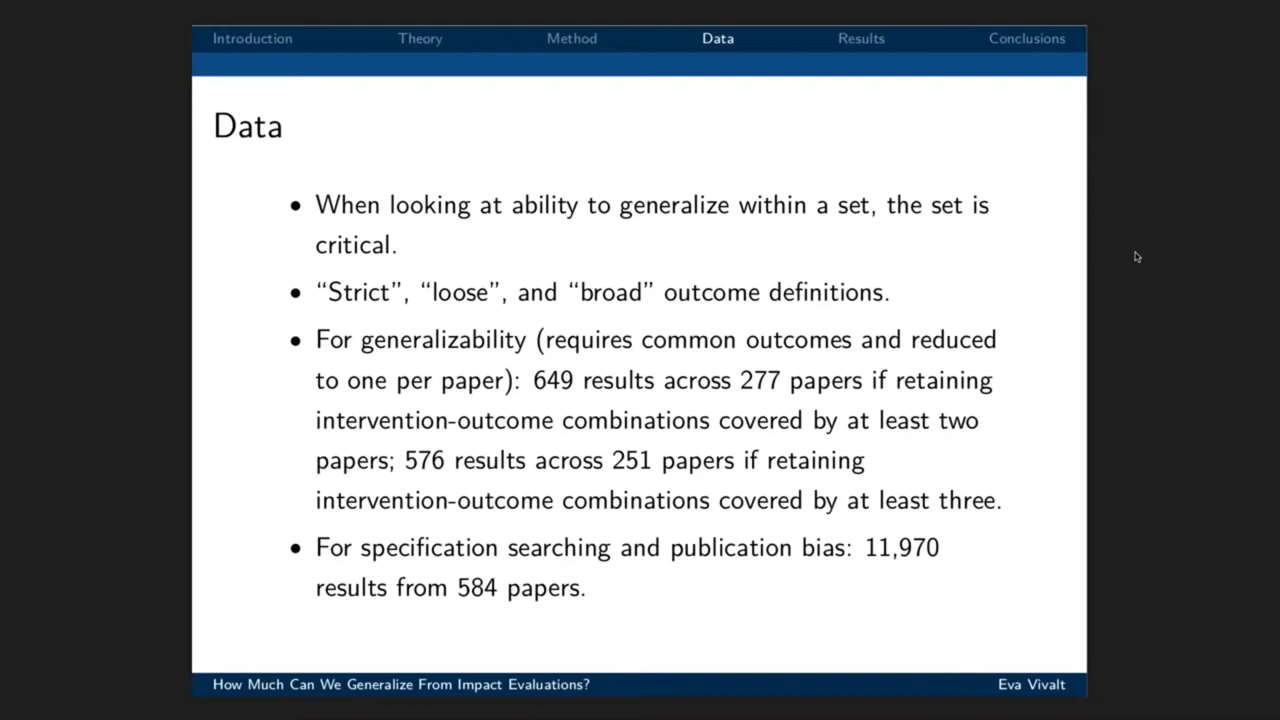 Introduction Theory Method Data Results Conclusions
Data
• When looking at ability to generalize within a set, the set is
critical.
• “Strict”, “loose”, and “broad” outcome definitions.
• For generalizability (requires common outcomes and reduced
to one per paper): 649 results across 277 papers if retaining
intervention-outcome combinations covered by at least two
papers; 576 results across 251 papers if retaining
intervention-outcome combinations covered by at least three.
• For specification searching and publication bias: 11,970
results from 584 papers.
How Much Can We Generalize From Impact Evaluations? Eva Vivalt